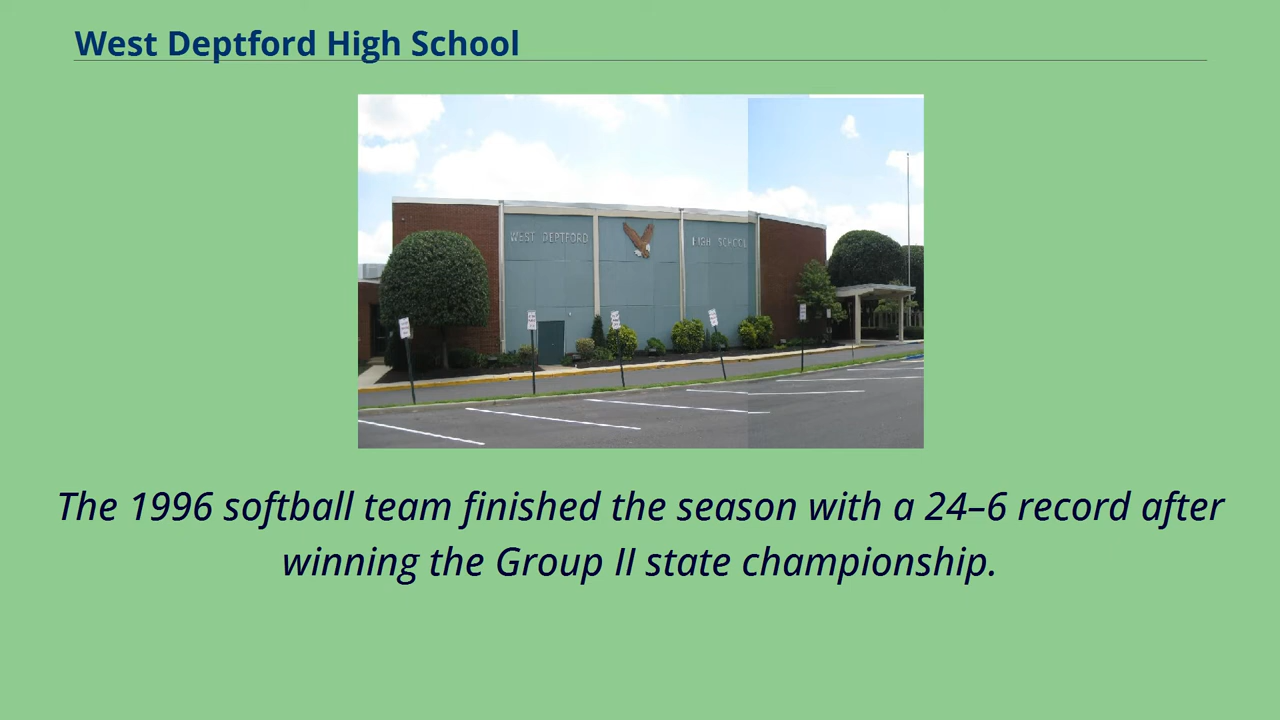 West Deptford High School
WEST DEPTFORD HIGH SCHOOL
The 1996 softball team finished the season with a 24–6 record after
winning the Group II state championship.